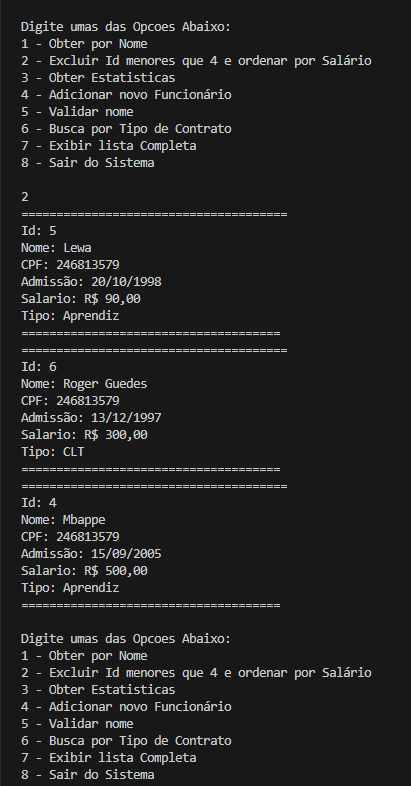 Digite umas das Opcoes Abaixo:
1 - Obter por Nome
2 - Excluir Id menores que 4 e ordenar por Salário
3 - Obter Estatisticas
4 - Adicionar novo Funcionário
5 - Validar nome
6 - Busca por Tipo de Contrato
7 - Exibir lista Completa
8 - Sair do Sistema
2
======================================
Id: 5
Nome: Lewa
CPF: 246813579
Admissão: 20/10/1998
Salario: R$ 90,00
Tipo: Aprendiz
=====================================
======================================
Id: 6
Nome: Roger Guedes
CPF: 246813579
Admissão: 13/12/1997
Salario: R$ 300,00
Tipo: CLT
=====================================
======================================
Id: 4
Nome: Mbappe
CPF: 246813579
Admissão: 15/09/2005
Salario: R$ 500,00
Tipo: Aprendiz
=====================================
Digite umas das Opcoes Abaixo:
1 - Obter por Nome
2 - Excluir Id menores que 4 e ordenar por Salário
3 - Obter Estatisticas
4 - Adicionar novo Funcionário
5 - Validar nome
6 - Busca por Tipo de Contrato
7 - Exibir lista Completa
8 - Sair do Sistema